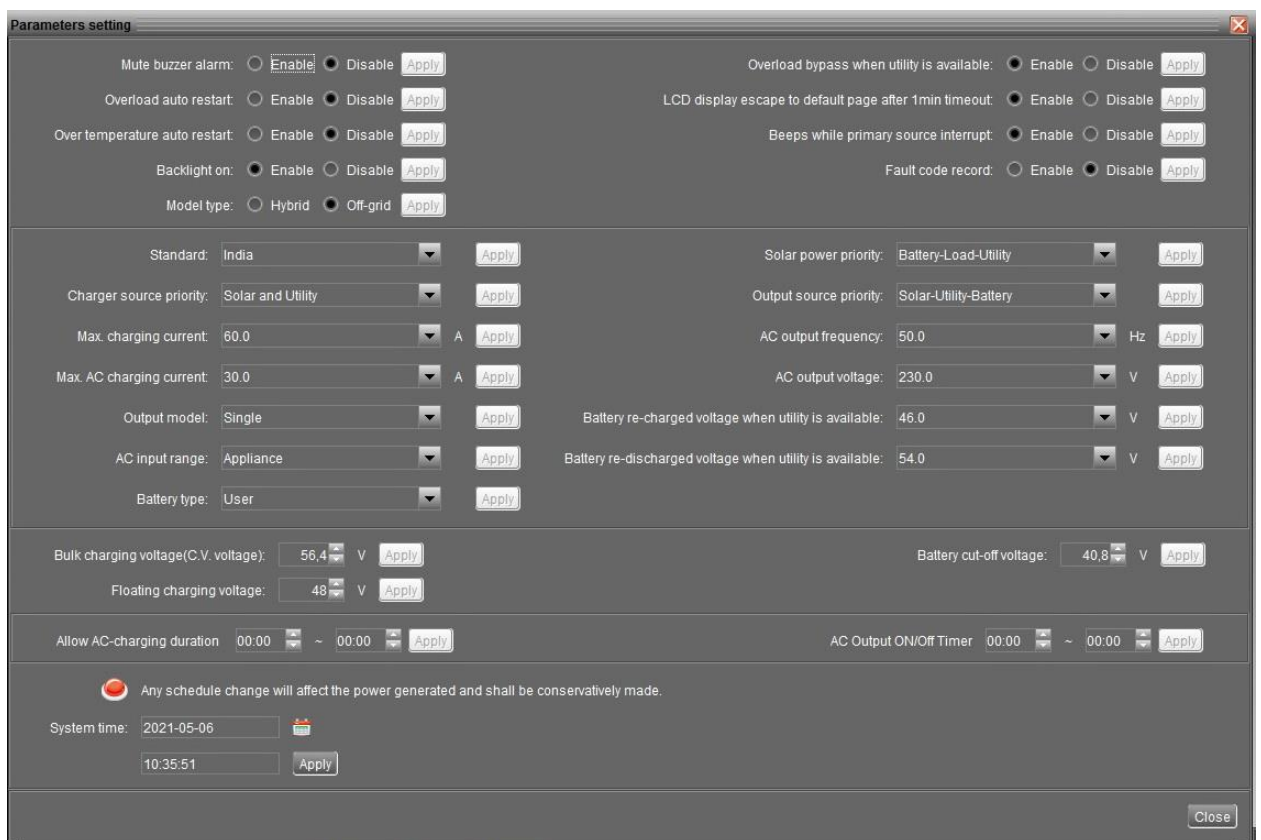 Parameters setting
Mute buzzer alarm: Enable Disable Apply Overload bypass when utility is available: Enable Disable Apply
Overload auto restart: Enable Disable Apply LCD display escape to default page after 1min timeout: Enable Disable Apply
Over temperature auto restart: Enable Disable Apply Beeps while primary source interrupt: Enable Disable Apply
Backlight on: Enable Disable Apply Fault code record: Enable Disable Apply
Model type: Hybrid Off-grid Apply
Standard: India Apply Solar power priority: Battery-Load-Utility Apply
Charger source priority: Solar and Utility Apply Output source priority: Solar-Utility-Battery Apply
Max. charging current: 60.0 A Apply AC output frequency: 50.0 Hz Apply
Max. AC charging current: 30.0 A Apply AC output voltage: 230.0 V Apply
Output model: Single Apply Battery re-charged voltage when utility is available: 46.0 V Apply
AC input range: Appliance Apply Battery re-discharged voltage when utility is available: 54.0 V Apply
Battery type: User Apply
Bulk charging voltage(C.V. voltage): 56,4 V Apply Battery cut-off voltage: 40,8 V Apply
Floating charging voltage: 48 V Apply
Allow AC-charging duration 00:00 ~ 00:00 Apply AC Output ON/Off Timer 00:00 ~ 00:00 Apply
Any schedule change will affect the power generated and shall be conservatively made.
System time: 2021-05-06
10:35:51 Apply
Close